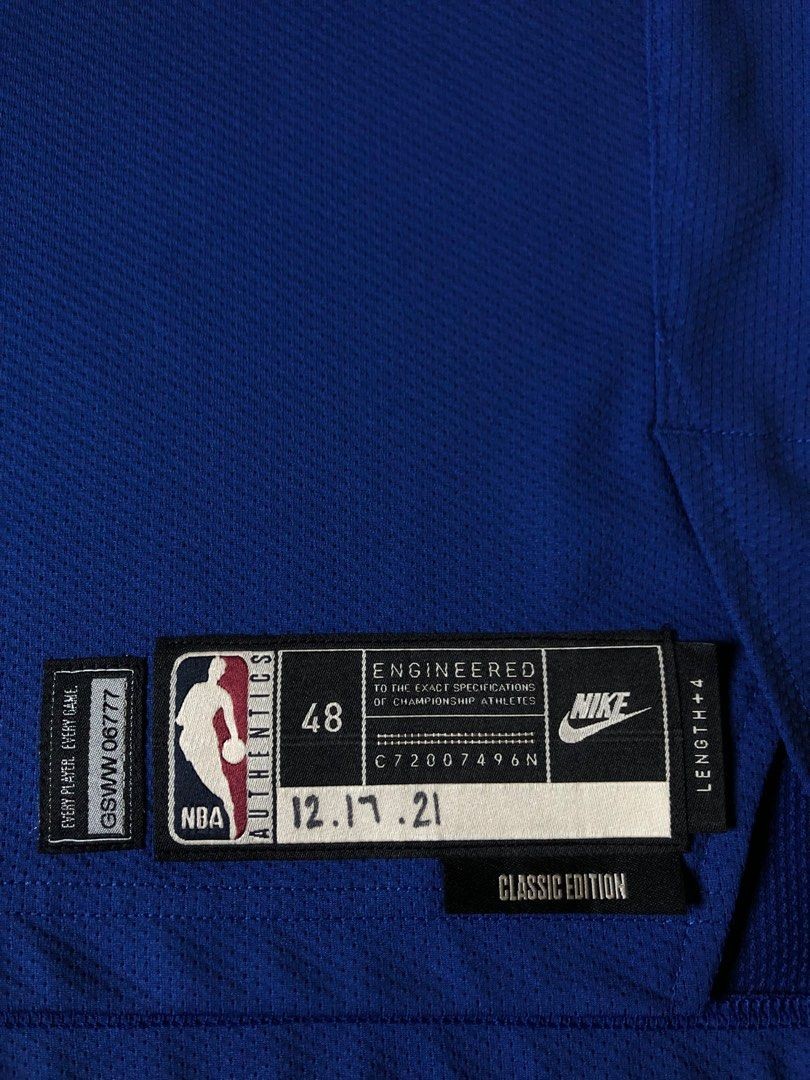 EVERY PLAYER. EVERY GAME.
GSWW 06777
NBA
AUTHENTICS
48
ENGINEERED
TO THE EXACT SPECIFICATIONS
OF CHAMPIONSHIP ATHLETES
C72007496N
NIKE
LENGTH+4
12.17.21
CLASSIC EDITION